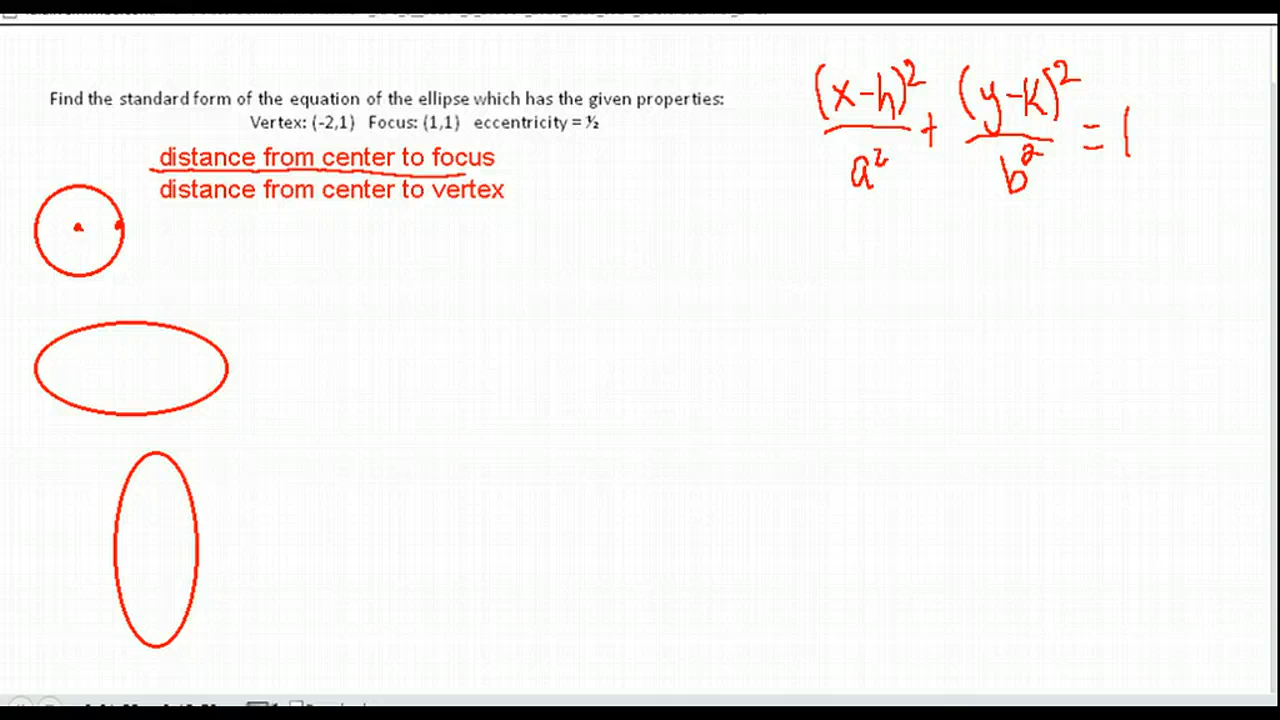 Find the standard form of the equation of the ellipse which has the given properties:
Vertex: (-2,1) Focus: (1,1) eccentricity = ½
distance from center to focus
distance from center to vertex
(x-h)² / a² + (y-k)² / b² = 1